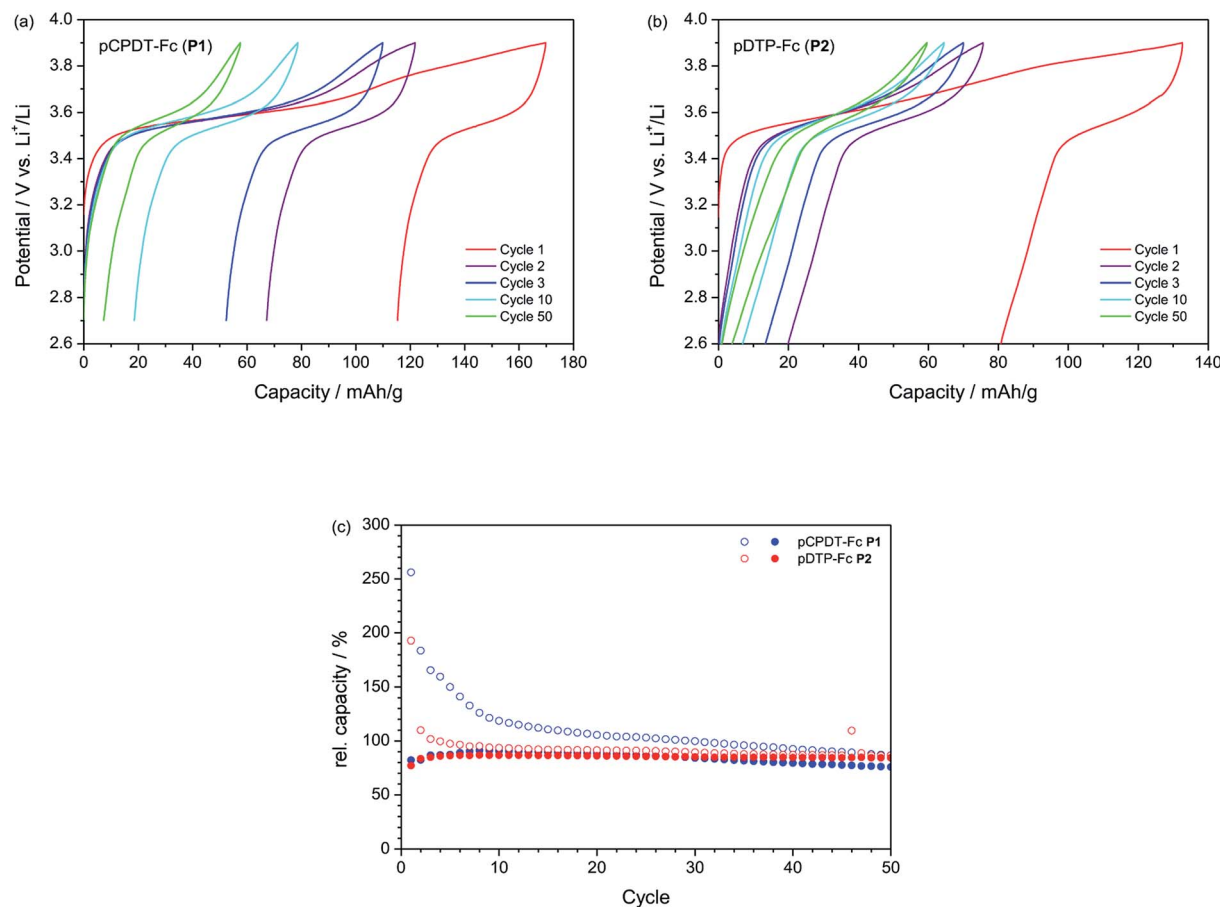 (a)
pCPDT-Fc (P1)
4.0
3.8
3.6
3.4
3.2
3.0
2.8
2.6
Potential / V vs. Li⁺/Li
Cycle 1
Cycle 2
Cycle 3
Cycle 10
Cycle 50
0 20 40 60 80 100 120 140 160 180
Capacity / mAh/g
(b)
pDTP-Fc (P2)
4.0
3.8
3.6
3.4
3.2
3.0
2.8
2.6
Potential / V vs. Li⁺/Li
Cycle 1
Cycle 2
Cycle 3
Cycle 10
Cycle 50
0 20 40 60 80 100 120 140
Capacity / mAh/g
(c)
300
250
200
150
100
50
0
rel. capacity / %
pCPDT-Fc P1
pDTP-Fc P2
0 10 20 30 40 50
Cycle